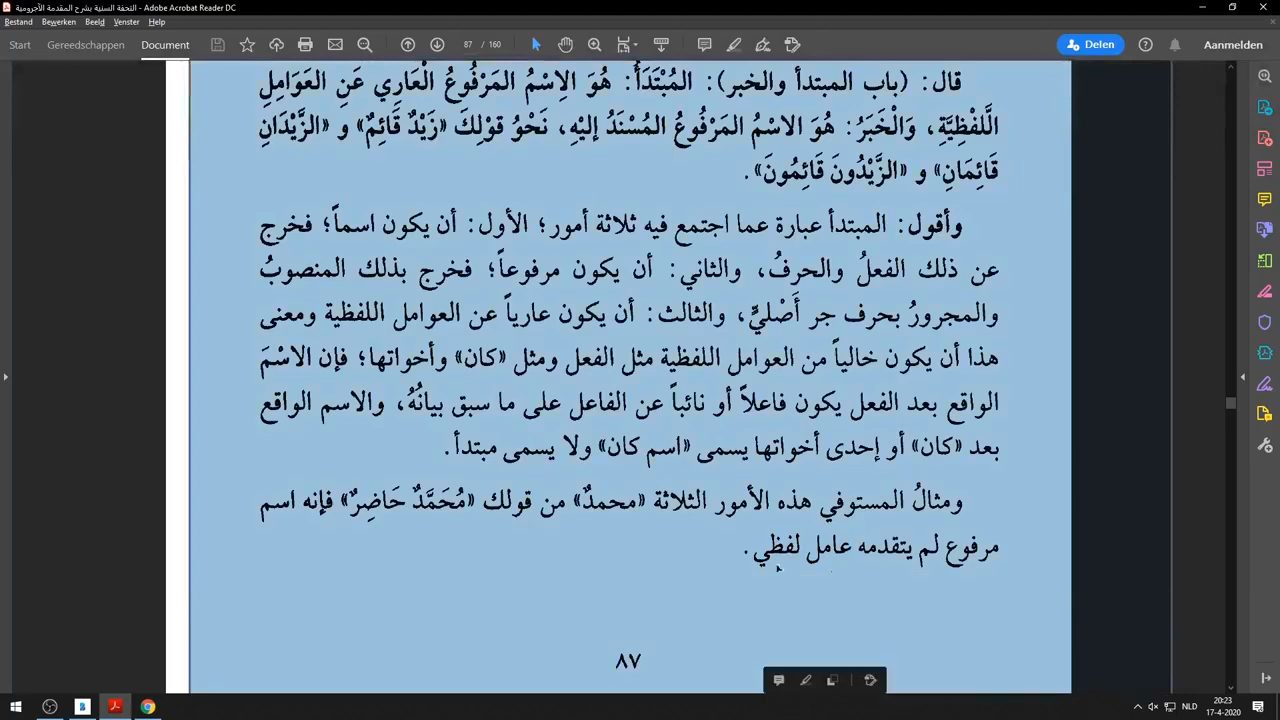 التحفة السنية بشرح المقدمة الآجرومية - Adobe Acrobat Reader DC
Bestand Bewerken Beeld Venster Help
Start Gereedschappen Document 87 / 160 Delen Aanmelden
قال: (باب المبتدأ والخبر): المُبْتَدَأُ: هُوَ الِاسْمُ المَرْفُوعُ الْعَارِي عَنِ العَوَامِلِ
الَّلفْظِيَّةِ، وَالْخَبَرُ: هُوَ الاسْمُ المَرْفُوعُ المُسْنَدُ إليْهِ، نَحْوُ قوْلِكَ «زَيْدٌ قَائِمٌ» و «الزَّيْدَانِ
قَائِمَانِ» و «الزَّيْدُونَ قَائِمُونَ».
وأقول: المبتدأ عبارة عما اجتمع فيه ثلاثة أمور؛ الأول: أن يكون اسماً؛ فخرج
عن ذلك الفعلُ والحرفُ، والثاني: أن يكون مرفوعاً؛ فخرج بذلك المنصوبُ
والمجرورُ بحرف جر أَصْليٍّ، والثالث: أن يكون عارياً عن العوامل اللفظية ومعنى
هذا أن يكون خالياً من العوامل اللفظية مثل الفعل ومثل «كان» وأخواتها؛ فإن الاسْمَ
الواقع بعد الفعل يكون فاعلاً أو نائباً عن الفاعل على ما سبق بيانُهُ، والاسم الواقع
بعد «كان» أو إحدى أخواتها يسمى «اسم كان» ولا يسمى مبتدأ.
ومثالُ المستوفي هذه الأمور الثلاثة «محمدٌ» من قولك «مُحَمَّدٌ حَاضِرٌ» فإنه اسم
مرفوع لم يتقدمه عامل لفظي.
٨٧
NLD
20:23
17-4-2020